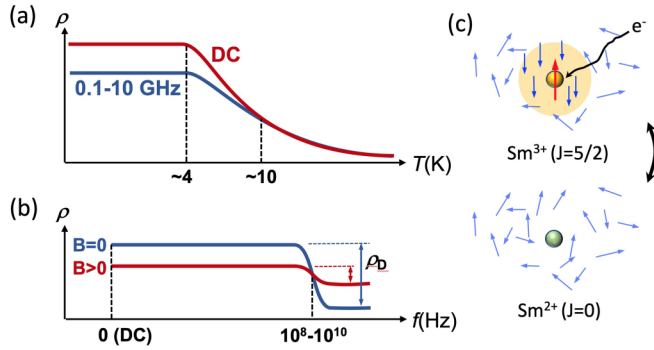 (a)
ρ
DC
0.1-10 GHz
~4
~10
T(K)
(b)
ρ
B=0
B>0
ρD
f(Hz)
0 (DC)
10⁸-10¹⁰
(c)
e⁻
Sm³⁺ (J=5/2)
Sm²⁺ (J=0)